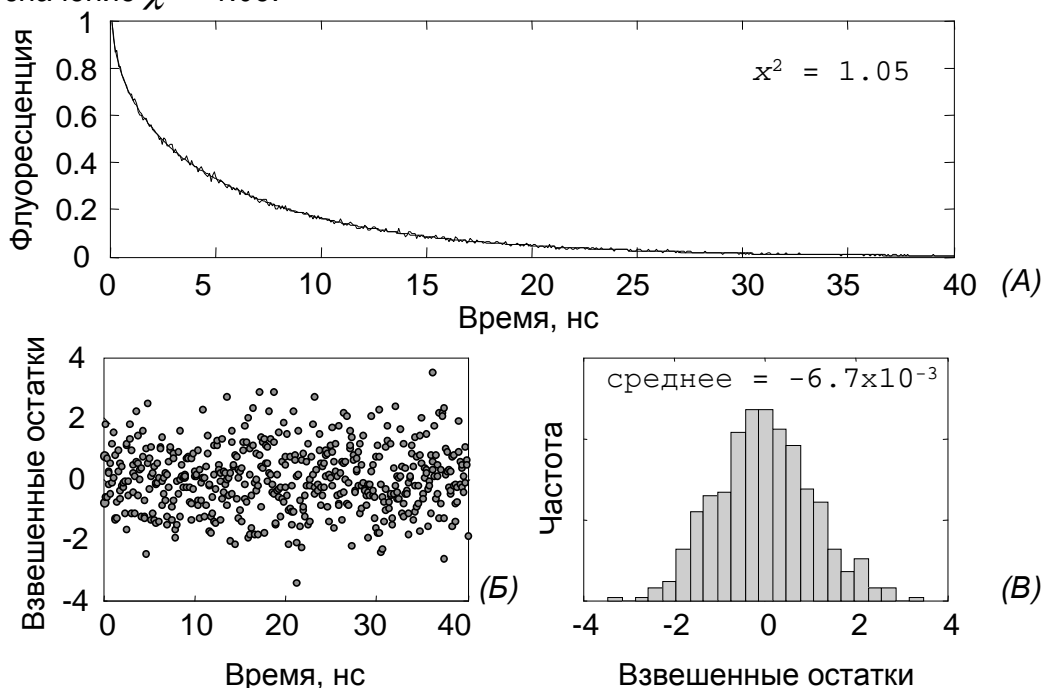 1
0.8
0.6
0.4
0.2
0
Флуоресценция
x² = 1.05
0 5 10 15 20 25 30 35 40
Время, нс
(А)
4
2
0
-2
-4
Взвешенные остатки
0 10 20 30 40
Время, нс
(Б)
среднее = -6.7x10⁻³
Частота
-4 -2 0 2 4
Взвешенные остатки
(В)